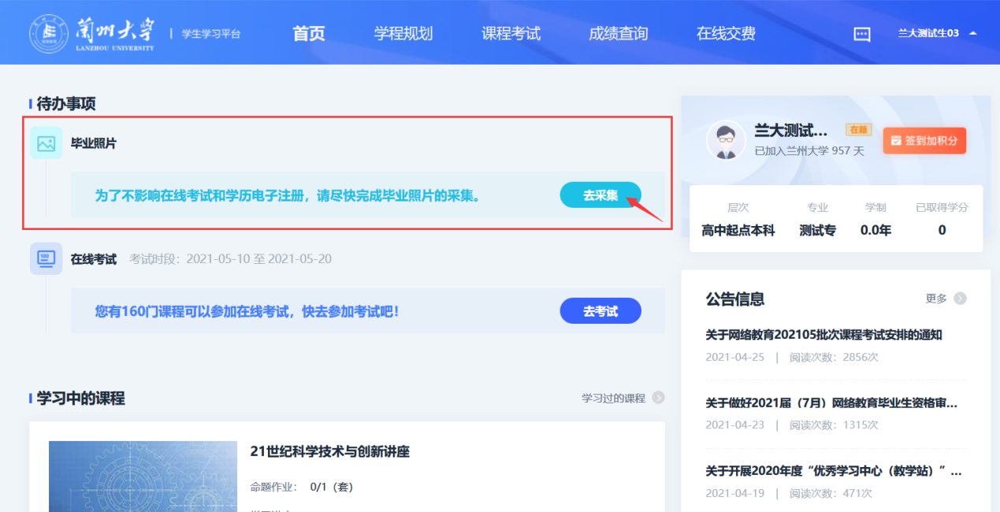 兰州大学
LANZHOU UNIVERSITY
学生学习平台
首页
学程规划
课程考试
成绩查询
在线交费
兰大测试生03
待办事项
毕业照片
为了不影响在线考试和学历电子注册，请尽快完成毕业照片的采集。
去采集
在线考试 考试时段：2021-05-10 至 2021-05-20
您有160门课程可以参加在线考试，快去参加考试吧！
去考试
学习中的课程
学习过的课程
21世纪科学技术与创新讲座
命题作业： 0/1（套）
兰大测试... 在籍
已加入兰州大学 957 天
签到加积分
层次 专业 学制 已取得学分
高中起点本科 测试专 0.0年 0
公告信息
更多
关于网络教育202105批次课程考试安排的通知
2021-04-25 | 阅读次数：2856次
关于做好2021届（7月）网络教育毕业生资格审...
2021-04-23 | 阅读次数：1315次
关于开展2020年度“优秀学习中心（教学站）” ...
2021-04-19 | 阅读次数：471次